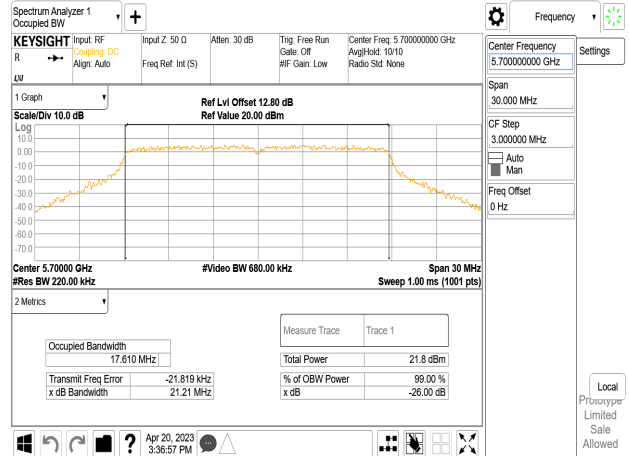 Spectrum Analyzer 1
Occupied BW
Frequency
KEYSIGHT
R
LXI
Input: RF
Coupling: DC
Align: Auto
Input Z: 50 Ω
Freq Ref: Int (S)
Atten: 30 dB
Trig: Free Run
Gate: Off
#IF Gain: Low
Center Freq: 5.700000000 GHz
Avg|Hold: 10/10
Radio Std: None
Center Frequency
5.700000000 GHz
Settings
Span
30.000 MHz
CF Step
3.000000 MHz
Auto
Man
Freq Offset
0 Hz
1 Graph
Scale/Div 10.0 dB
Ref Lvl Offset 12.80 dB
Ref Value 20.00 dBm
Log
10.0
0.00
-10.0
-20.0
-30.0
-40.0
-50.0
-60.0
-70.0
Center 5.70000 GHz
#Res BW 220.00 kHz
#Video BW 680.00 kHz
Span 30 MHz
Sweep 1.00 ms (1001 pts)
2 Metrics
Measure Trace Trace 1
Occupied Bandwidth
17.610 MHz
Total Power 21.8 dBm
Transmit Freq Error -21.819 kHz
% of OBW Power 99.00 %
x dB Bandwidth 21.21 MHz
x dB -26.00 dB
Local
Prototype
Limited
Sale
Allowed
?
Apr 20, 2023
3:36:57 PM